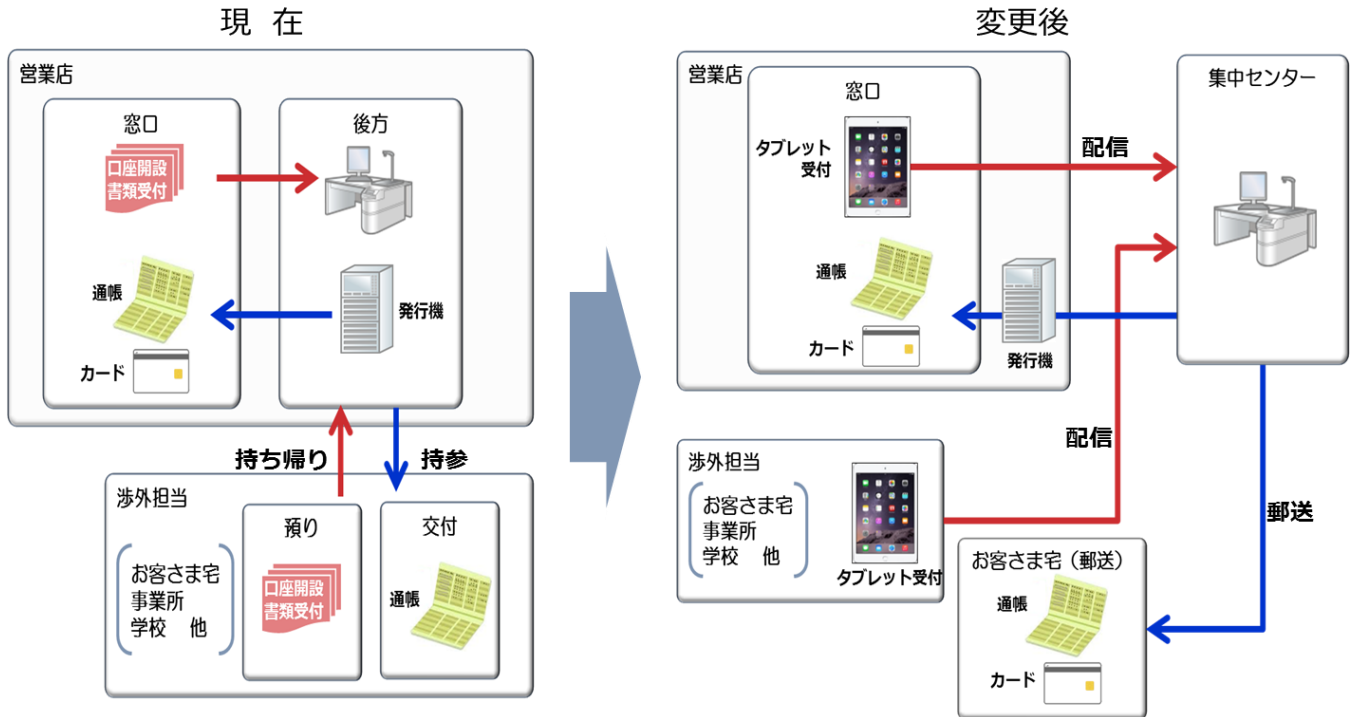 現 在
営業店
窓口
口座開設
書類受付
後方
通帳
カード
発行機
持ち帰り
持参
渉外担当
お客さま宅
事業所
学校 他
預り
口座開設
書類受付
交付
通帳
変更後
営業店
窓口
タブレット
受付
通帳
カード
発行機
配信
集中センター
配信
渉外担当
お客さま宅
事業所
学校 他
タブレット受付
郵送
お客さま宅（郵送）
通帳
カード